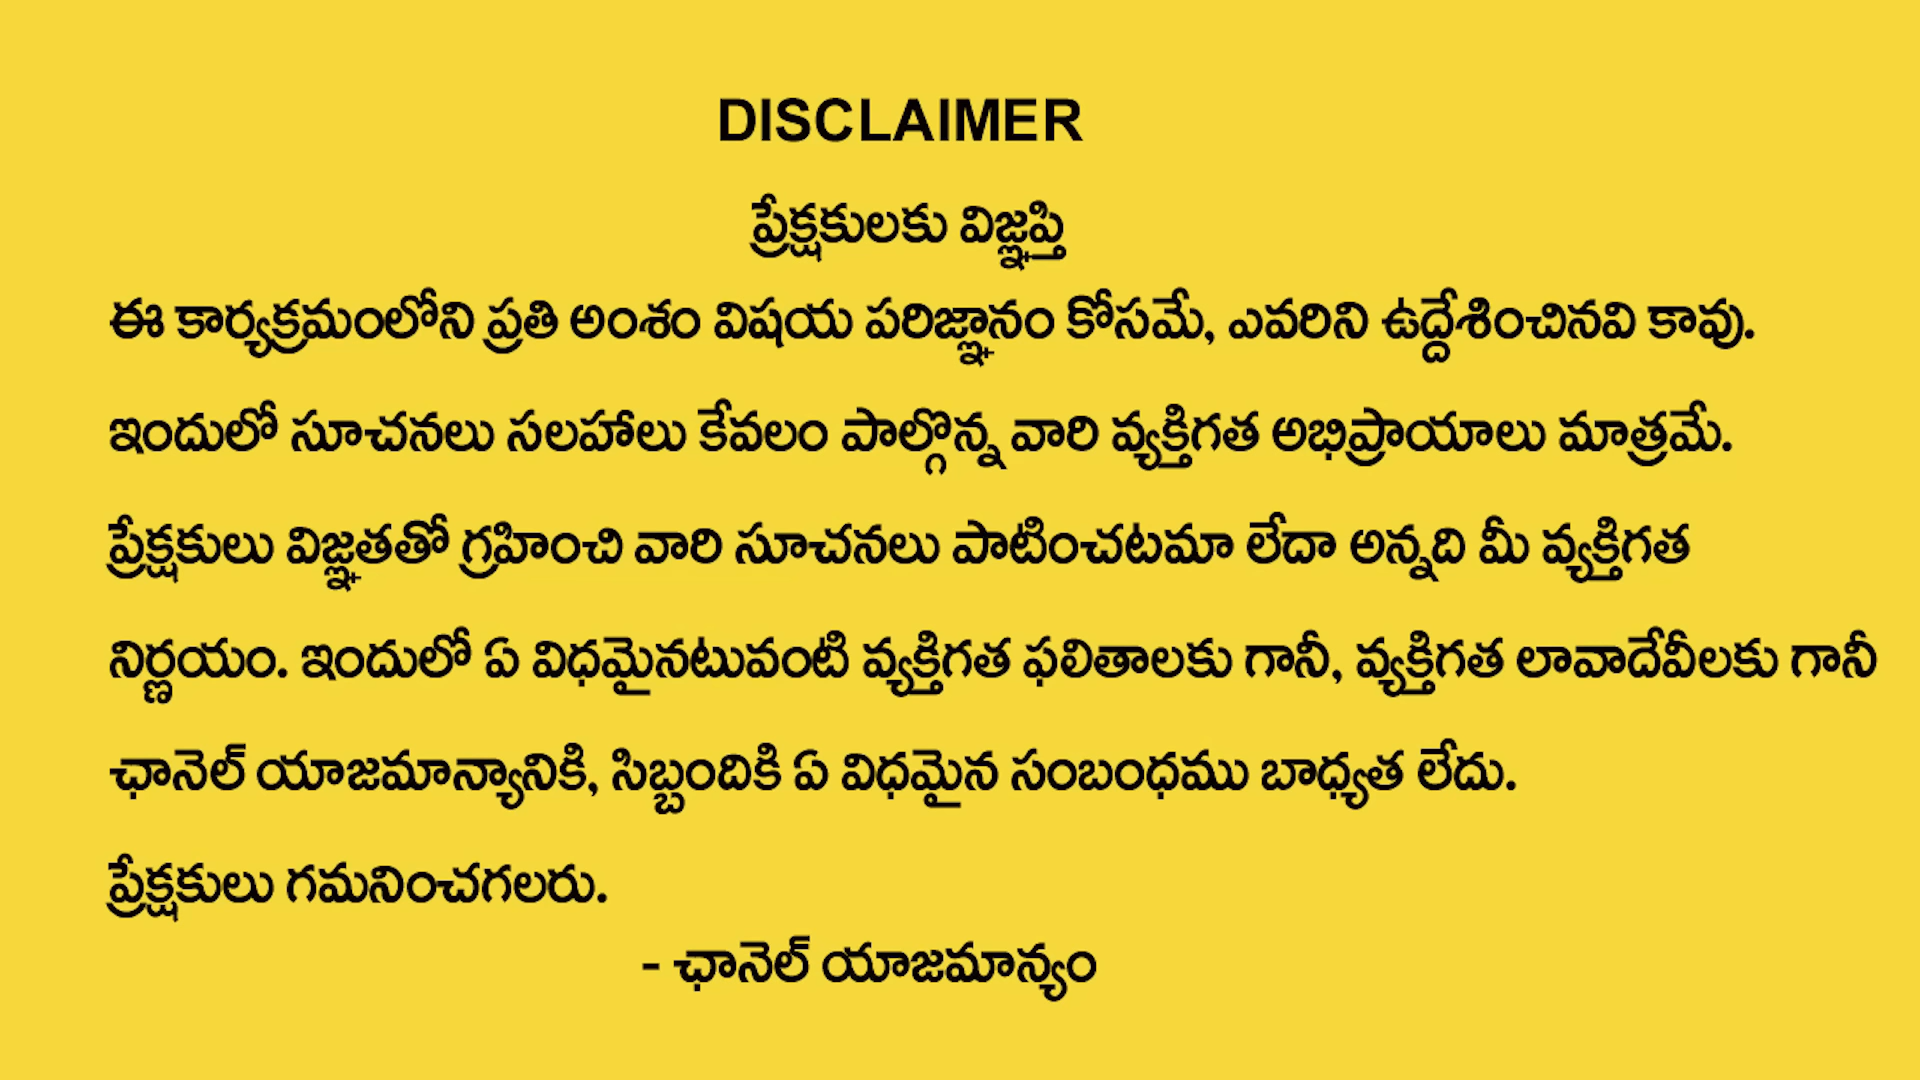 DISCLAIMER
ప్రేక్షకులకు విజ్ఞప్తి
ఈ కార్యక్రమంలోని ప్రతి అంశం విషయ పరిజ్ఞానం కోసమే, ఎవరిని ఉద్దేశించినవి కావు.
ఇందులో సూచనలు సలహాలు కేవలం పాల్గొన్న వారి వ్యక్తిగత అభిప్రాయాలు మాత్రమే.
ప్రేక్షకులు విజ్ఞతతో గ్రహించి వారి సూచనలు పాటించటమా లేదా అన్నది మీ వ్యక్తిగత
నిర్ణయం. ఇందులో ఏ విధమైనటువంటి వ్యక్తిగత ఫలితాలకు గానీ, వ్యక్తిగత లావాదేవీలకు గానీ
ఛానెల్ యాజమాన్యానికి, సిబ్బందికి ఏ విధమైన సంబంధము బాధ్యత లేదు.
ప్రేక్షకులు గమనించగలరు.
- ఛానెల్ యాజమాన్యం